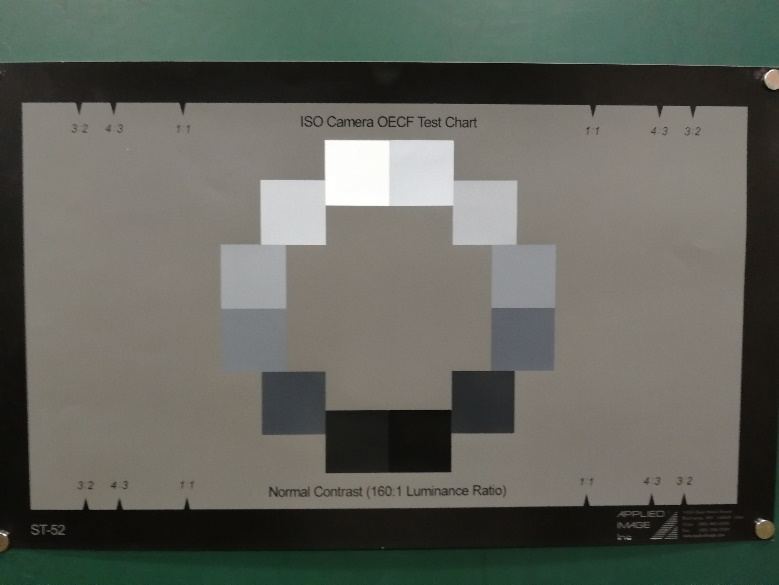 ISO Camera OECF Test Chart
3:2 4:3 1:1 1:1 4:3 3:2
3:2 4:3 1:1 1:1 4:3 3:2
Normal Contrast (160:1 Luminance Ratio)
ST-52
APPLIED
IMAGE
Inc